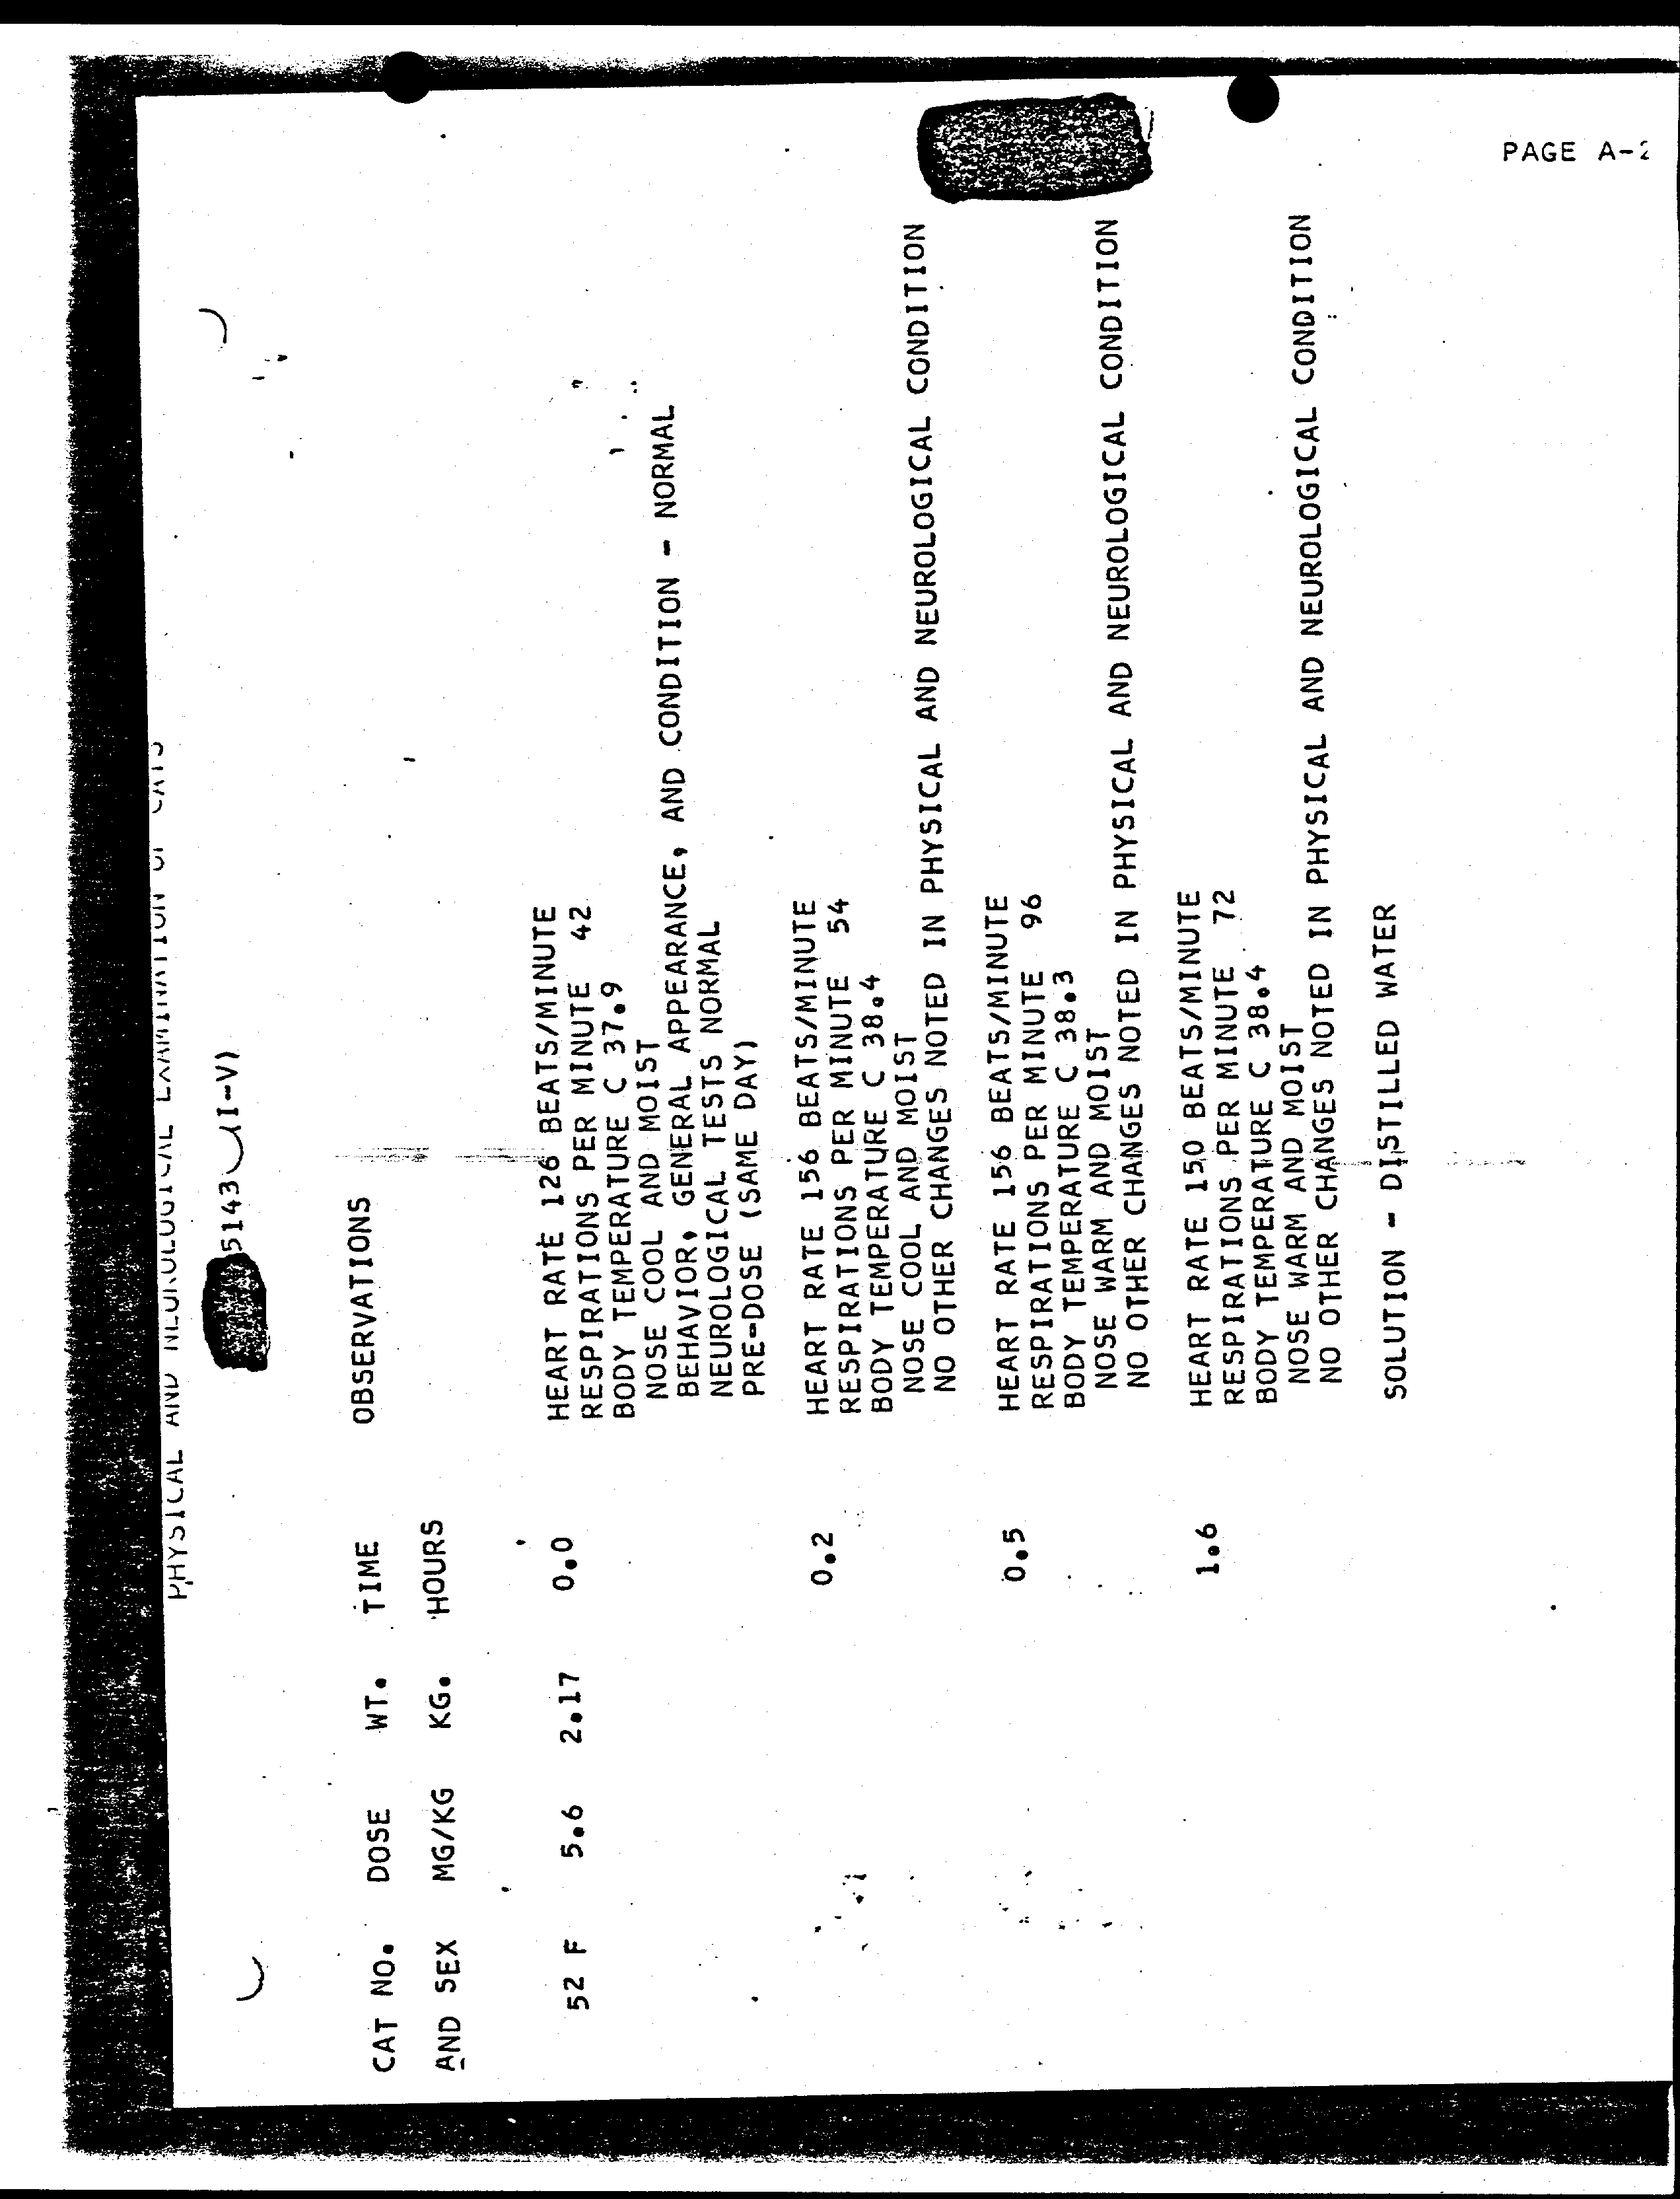 PHYSICAL AND NEUROLOGICAL EXAMINATION OF CATS
5143 (I-V)
CAT NO. DOSE WT. TIME OBSERVATIONS
AND SEX MG/KG KG. HOURS
52 F 5.6 2.17 0.0 HEART RATE 126 BEATS/MINUTE
RESPIRATIONS PER MINUTE 42
BODY TEMPERATURE C 37.9
NOSE COOL AND MOIST
BEHAVIOR, GENERAL APPEARANCE, AND CONDITION - NORMAL
NEUROLOGICAL TESTS NORMAL
PRE-DOSE (SAME DAY)
0.2 HEART RATE 156 BEATS/MINUTE
RESPIRATIONS PER MINUTE 54
BODY TEMPERATURE C 38.4
NOSE COOL AND MOIST
NO OTHER CHANGES NOTED IN PHYSICAL AND NEUROLOGICAL CONDITION
0.5 HEART RATE 156 BEATS/MINUTE
RESPIRATIONS PER MINUTE 96
BODY TEMPERATURE C 38.3
NOSE WARM AND MOIST
NO OTHER CHANGES NOTED IN PHYSICAL AND NEUROLOGICAL CONDITION
1.6 HEART RATE 150 BEATS/MINUTE
RESPIRATIONS PER MINUTE 72
BODY TEMPERATURE C 38.4
NOSE WARM AND MOIST
NO OTHER CHANGES NOTED IN PHYSICAL AND NEUROLOGICAL CONDITION
SOLUTION - DISTILLED WATER
PAGE A-2